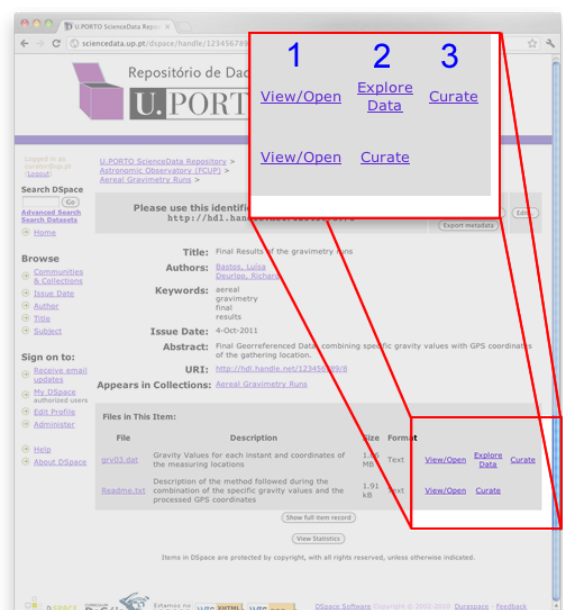 U.PORTO ScienceData Repo
sciencedata.up.pt/dspace/handle/123456789
Repositório de Dad
U.PORT
1 2 3
View/Open Explore Data Curate
View/Open Curate
Logged in as
(Logout)
Search DSpace
Go
Advanced Search
Search Datasets
Home
Browse
Communities
& Collections
Issue Date
Author
Title
Subject
Sign on to:
Receive email
updates
My DSpace
authorized users
Edit Profile
Administer
Help
About DSpace
U.PORTO ScienceData Repository >
Astronomic Observatory (FCUP) >
Aereal Gravimetry Runs >
Please use this identif
Edit...
Export metadata
Title: Final Results of the gravimetry runs
Authors: Bastos, Luísa
Deurloo, Richard
Keywords: aereal
gravimetry
final
results
Issue Date: 4-Oct-2011
Abstract: Final Georreferenced Data, combining specific gravity values with GPS coordinates
of the gathering location.
URI: http://hdl.handle.net/123456789/8
Appears in Collections: Aereal Gravimetry Runs
Files in This Item:
File Description Size Format
grv03.dat Gravity Values for each instant and coordinates of
the measuring locations
MB Text View/Open Explore Data Curate
Readme.txt Description of the method followed during the
combination of the specific gravity values and the
processed GPS coordinates
1.91 kB Text View/Open Curate
Show full item record
View Statistics
Items in DSpace are protected by copyright, with all rights reserved, unless otherwise indicated.
DSPACE
Estamos no
W3C XHTML
W3C
DSpace Software Copyright © 2002-2010 Duraspace - Feedback